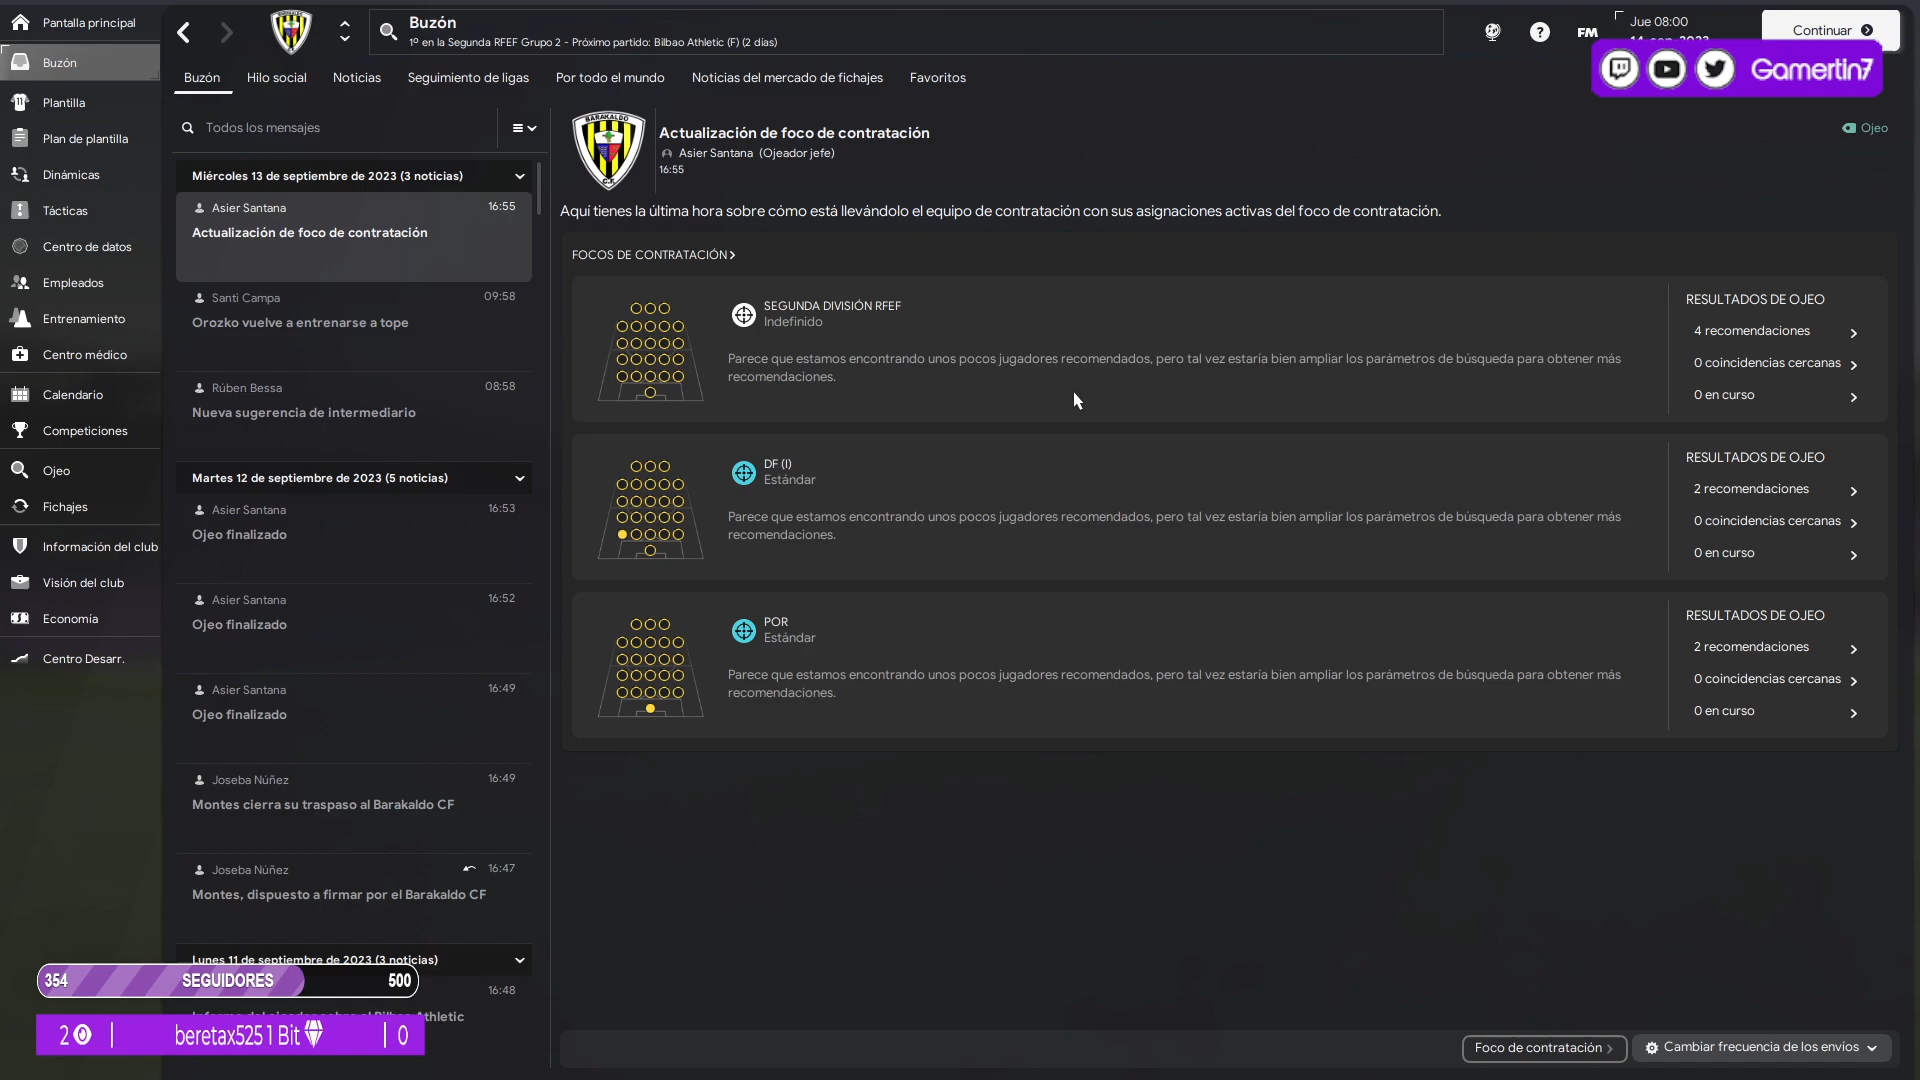 Pantalla principal
Buzón
Plantilla
Plan de plantilla
Dinámicas
Tácticas
Centro de datos
Empleados
Entrenamiento
Centro médico
Calendario
Competiciones
Ojeo
Fichajes
Información del club
Visión del club
Economía
Centro Desarr.
BARAKALDO
Buzón
1º en la Segunda RFEF Grupo 2 - Próximo partido: Bilbao Athletic (F) (2 días)
FM
Jue 08:00
14 sep. 2023
Continuar
Gamertin7
Buzón
Hilo social
Noticias
Seguimiento de ligas
Por todo el mundo
Noticias del mercado de fichajes
Favoritos
Todos los mensajes
Miércoles 13 de septiembre de 2023 (3 noticias)
Asier Santana 16:55
Actualización de foco de contratación
Santi Campa 09:58
Orozko vuelve a entrenarse a tope
Rúben Bessa 08:58
Nueva sugerencia de intermediario
Martes 12 de septiembre de 2023 (5 noticias)
Asier Santana 16:53
Ojeo finalizado
Asier Santana 16:52
Ojeo finalizado
Asier Santana 16:49
Ojeo finalizado
Joseba Núñez 16:49
Montes cierra su traspaso al Barakaldo CF
Joseba Núñez 16:47
Montes, dispuesto a firmar por el Barakaldo CF
Lunes 11 de septiembre de 2023 (3 noticias)
16:48
Informe del ojeador sobre el Bilbao Athletic
354 SEGUIDORES 500
2 beretax525 1 Bit 0
BARAKALDO
C.F.
Actualización de foco de contratación
Asier Santana (Ojeador jefe)
16:55
Ojeo
Aquí tienes la última hora sobre cómo está llevándolo el equipo de contratación con sus asignaciones activas del foco de contratación.
FOCOS DE CONTRATACIÓN
SEGUNDA DIVISIÓN RFEF
Indefinido
Parece que estamos encontrando unos pocos jugadores recomendados, pero tal vez estaría bien ampliar los parámetros de búsqueda para obtener más
recomendaciones.
RESULTADOS DE OJEO
4 recomendaciones
0 coincidencias cercanas
0 en curso
DF (I)
Estándar
Parece que estamos encontrando unos pocos jugadores recomendados, pero tal vez estaría bien ampliar los parámetros de búsqueda para obtener más
recomendaciones.
RESULTADOS DE OJEO
2 recomendaciones
0 coincidencias cercanas
0 en curso
POR
Estándar
Parece que estamos encontrando unos pocos jugadores recomendados, pero tal vez estaría bien ampliar los parámetros de búsqueda para obtener más
recomendaciones.
RESULTADOS DE OJEO
2 recomendaciones
0 coincidencias cercanas
0 en curso
Foco de contratación
Cambiar frecuencia de los envíos